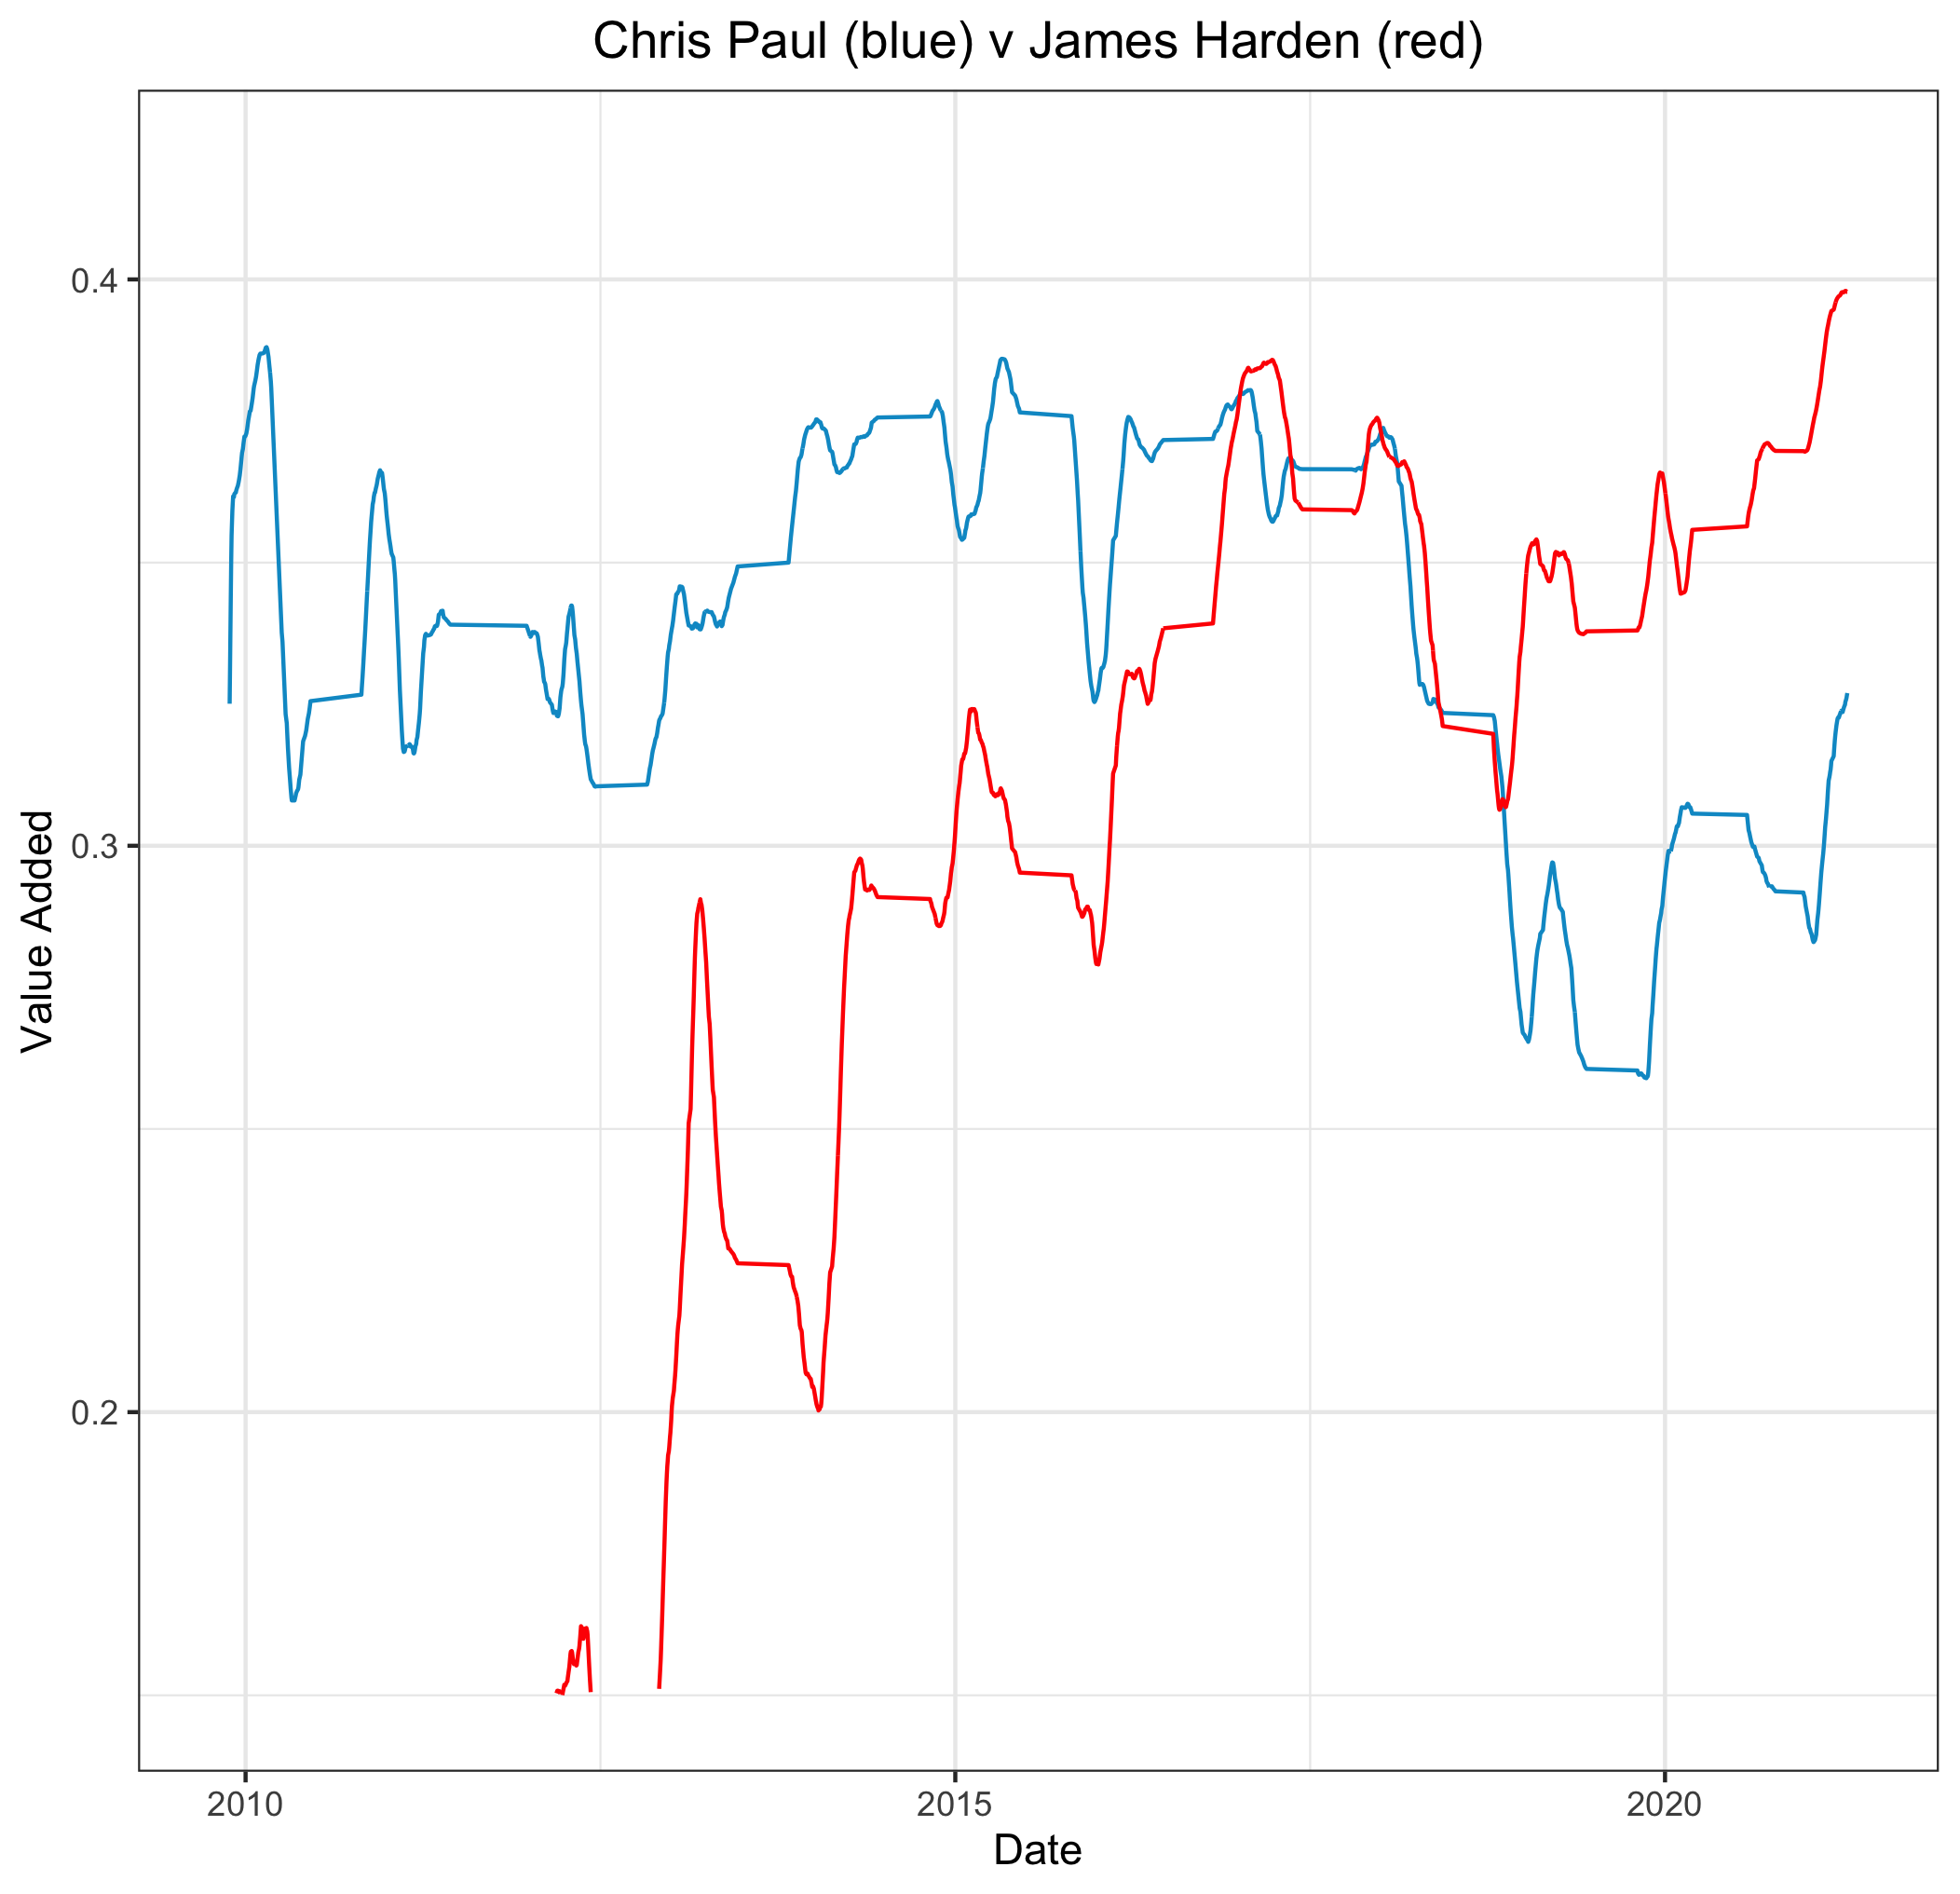 Chris Paul (blue) v James Harden (red)
0.4
0.3
0.2
Value Added
2010
2015
2020
Date